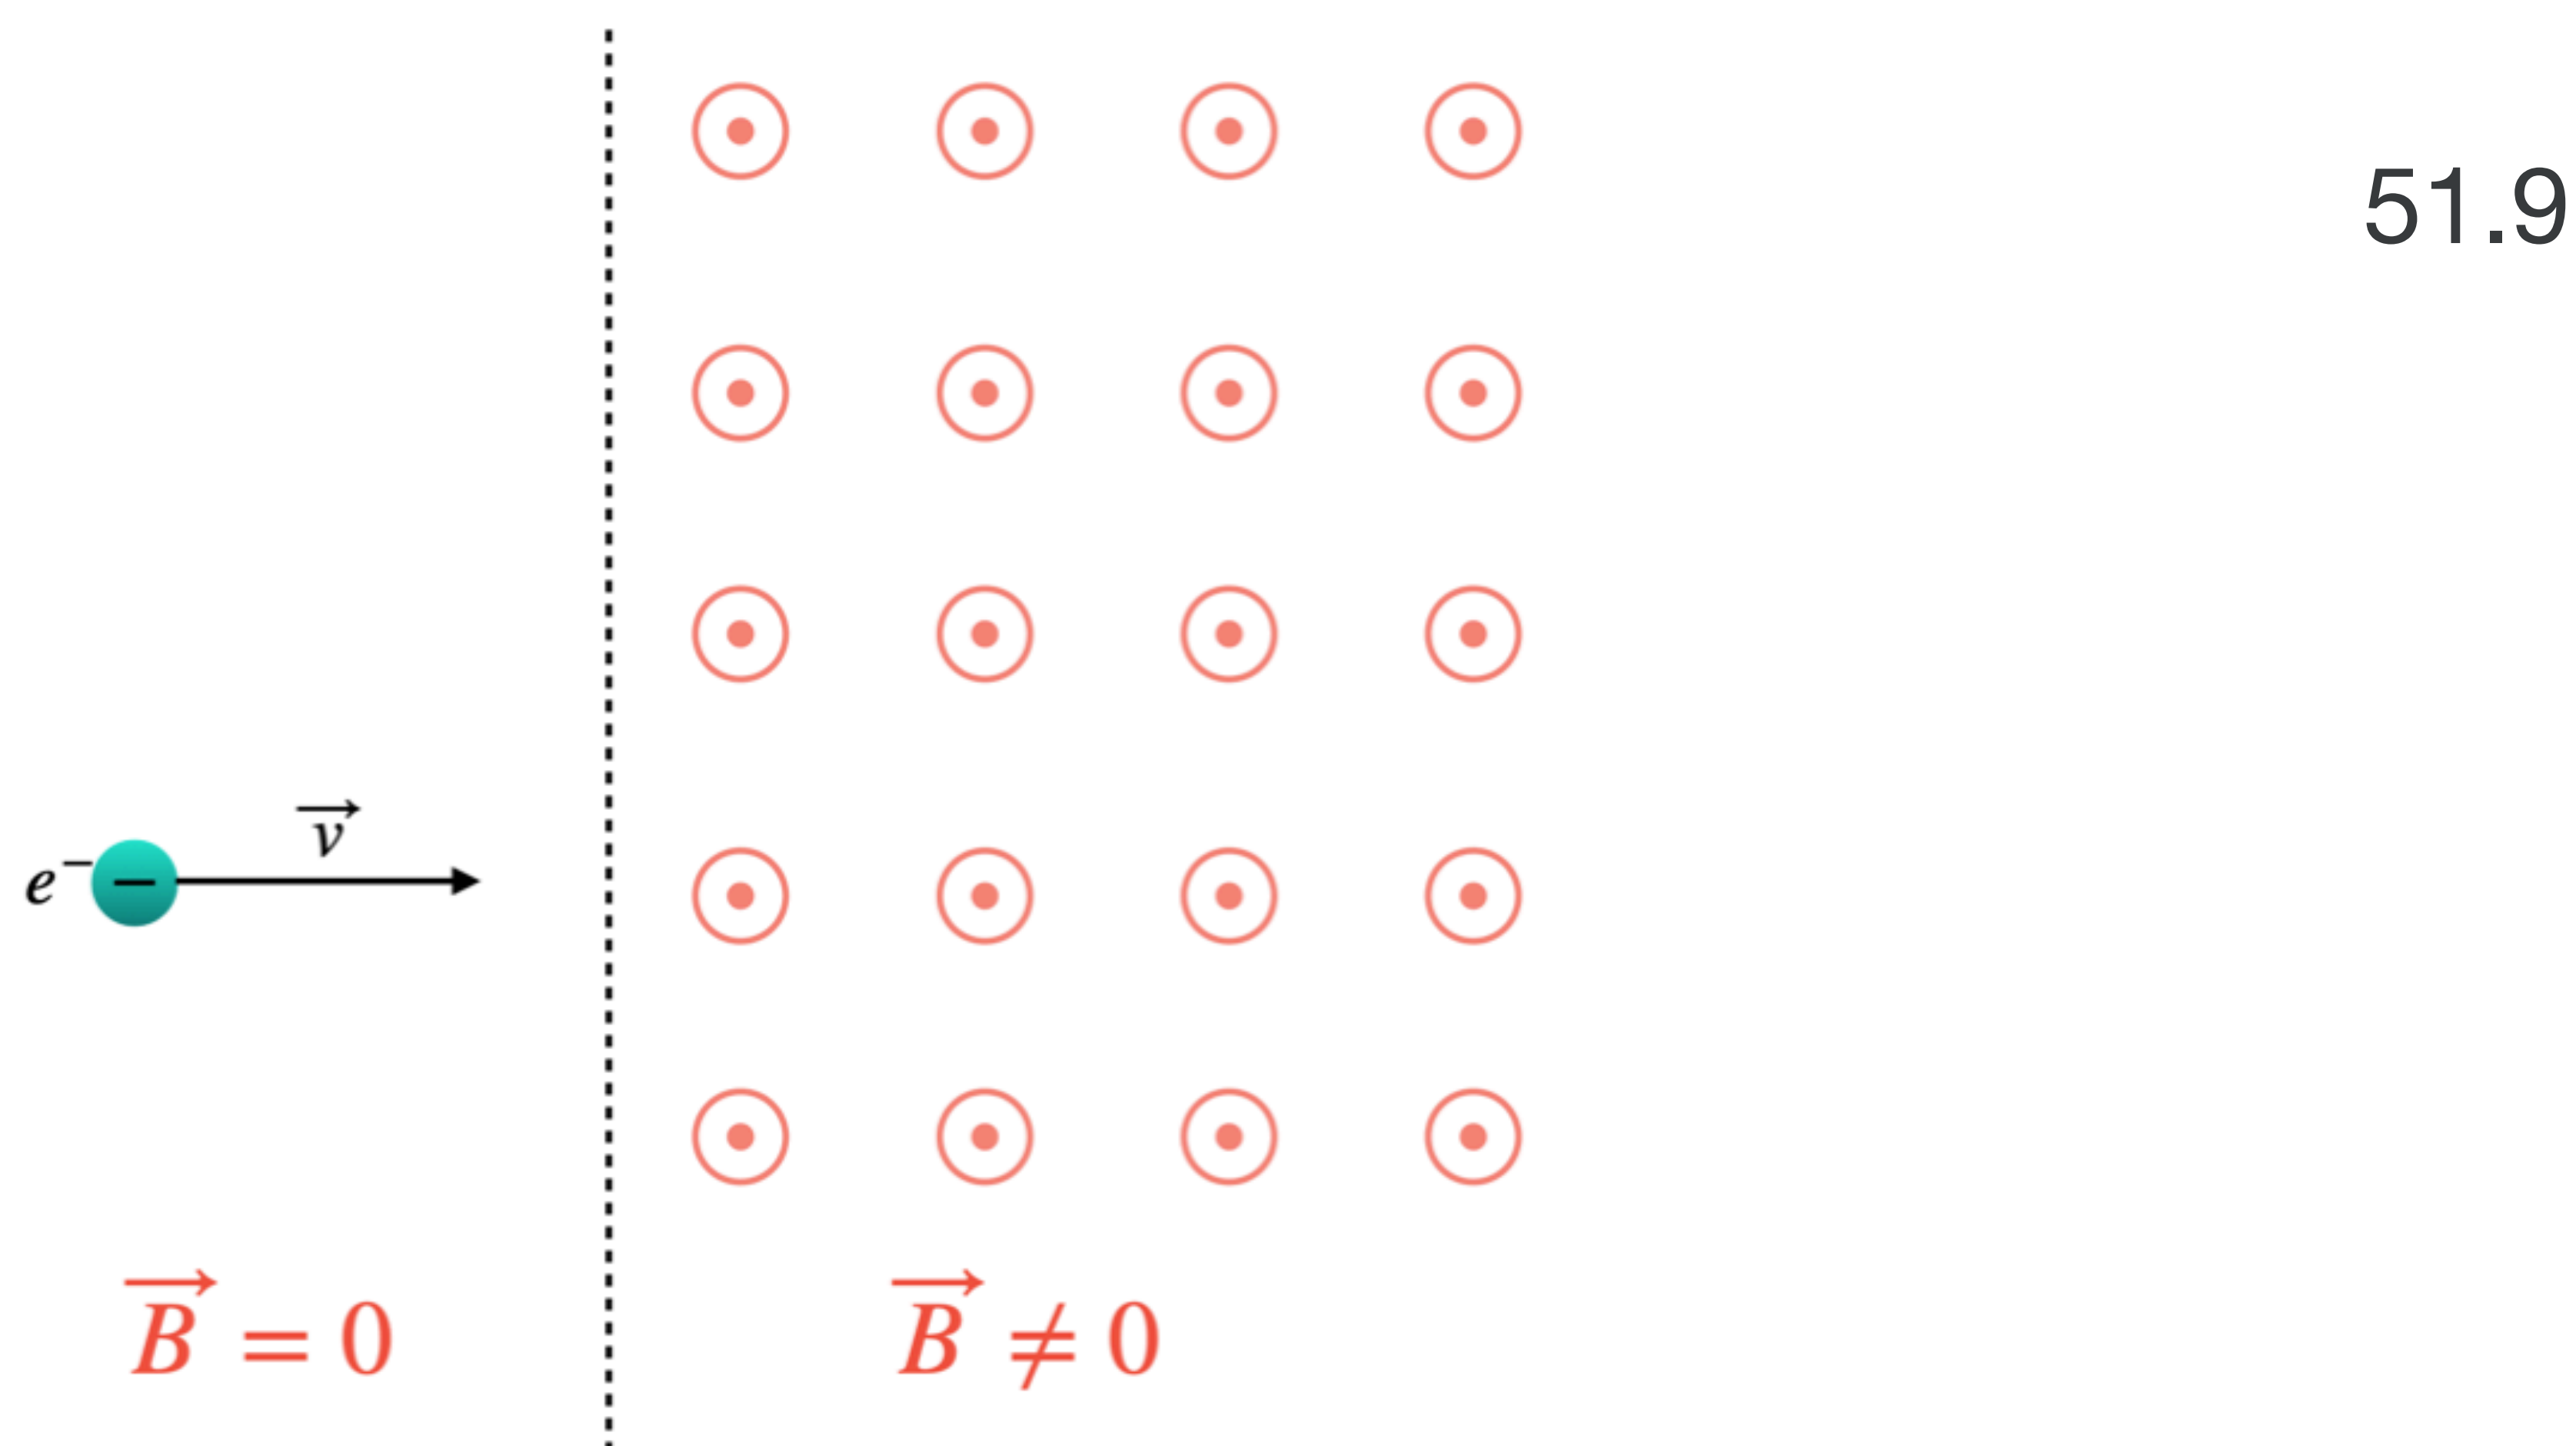 51.9
v⃗
e⁻
−
B⃗ = 0
B⃗ ≠ 0